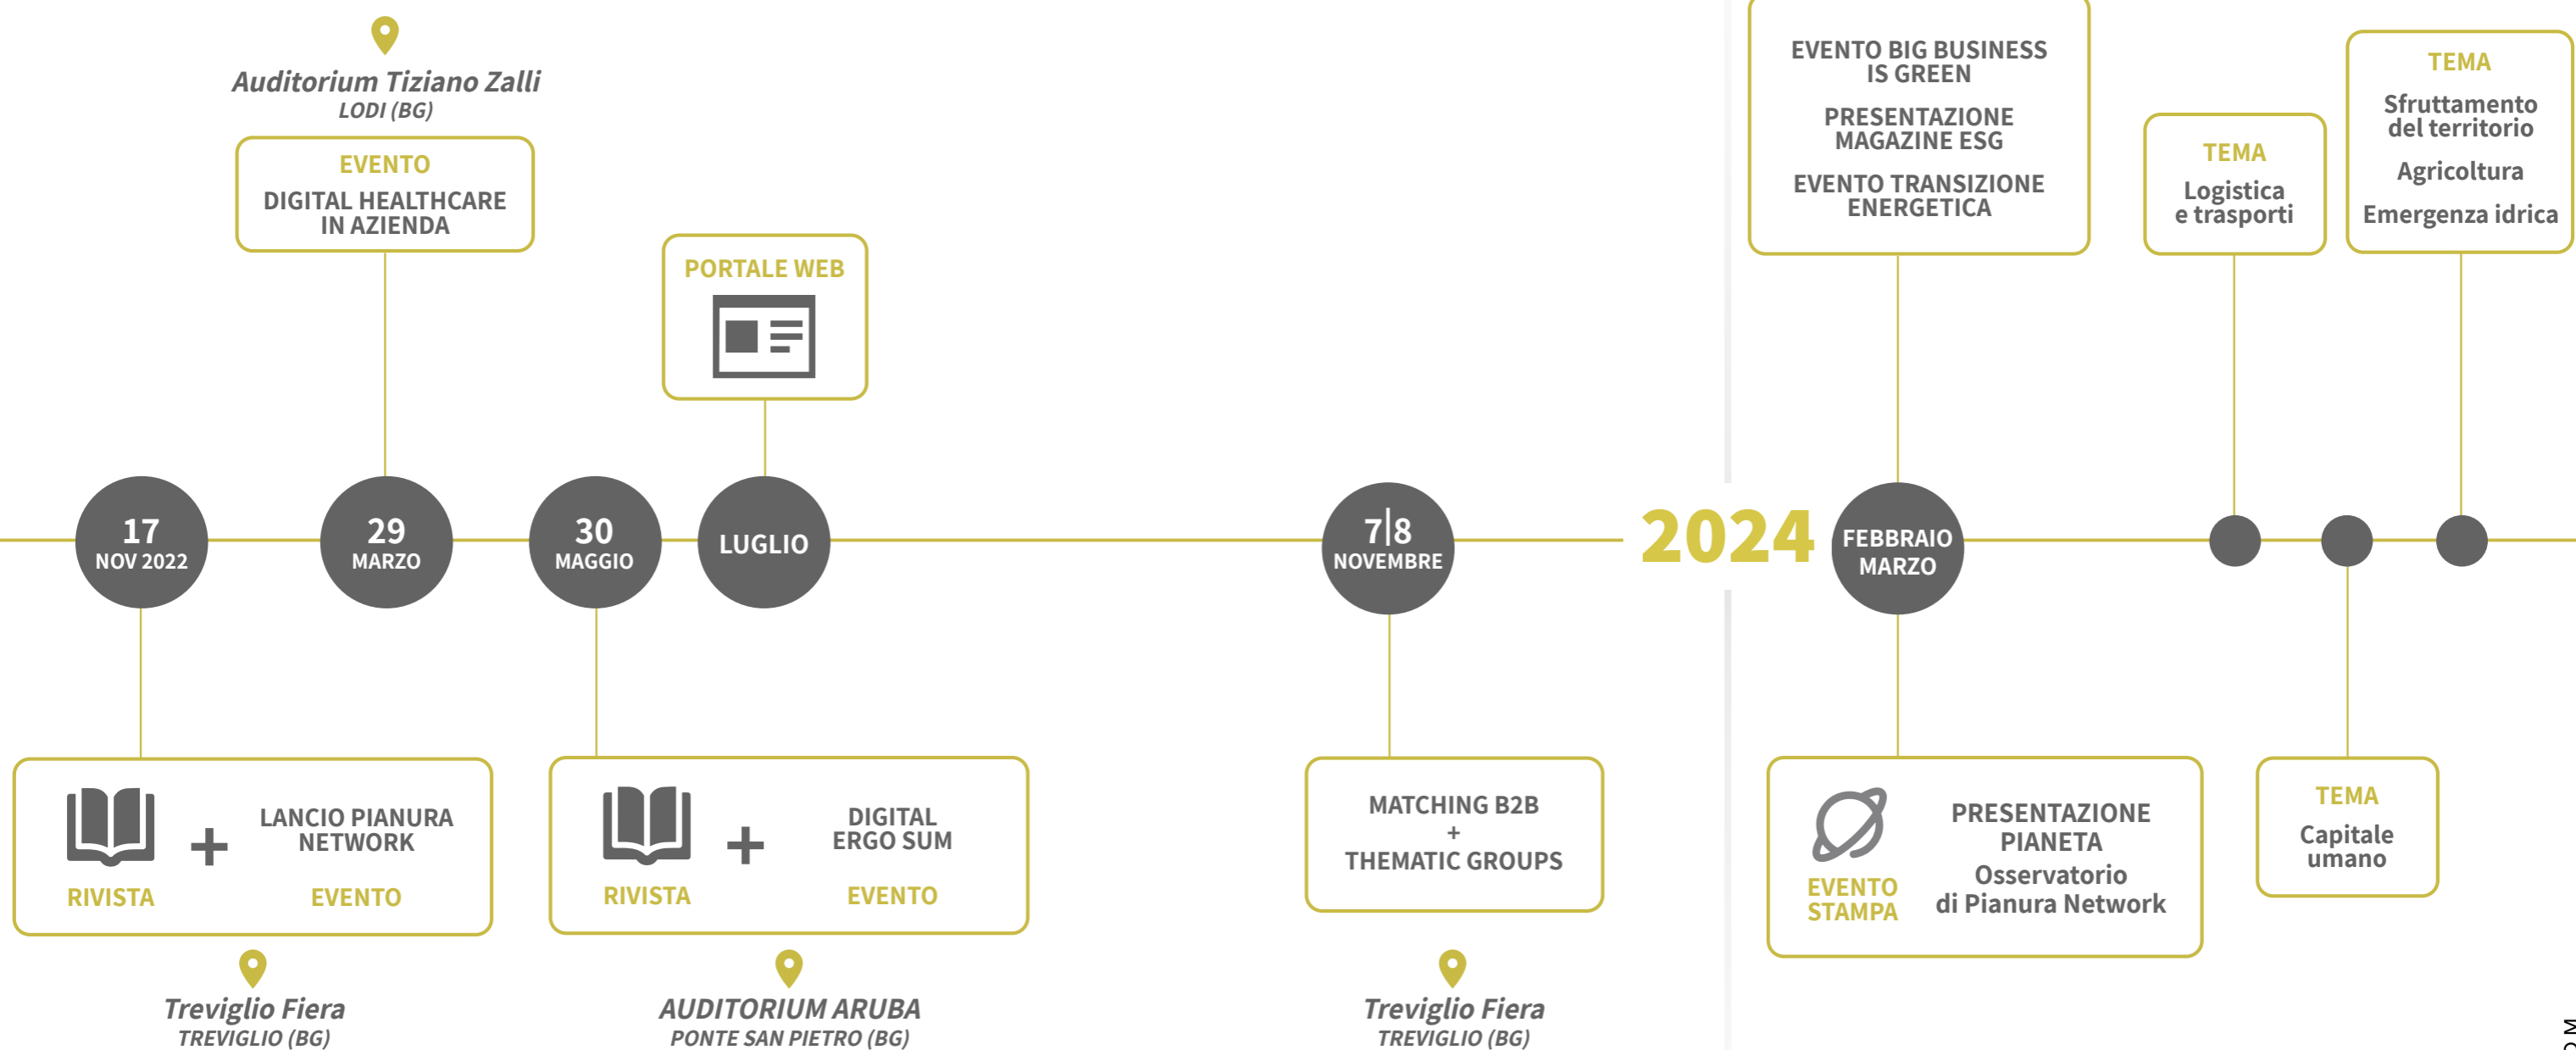 Auditorium Tiziano Zalli
LODI (BG)
EVENTO
DIGITAL HEALTHCARE
IN AZIENDA
PORTALE WEB
EVENTO BIG BUSINESS
IS GREEN
PRESENTAZIONE
MAGAZINE ESG
EVENTO TRANSIZIONE
ENERGETICA
TEMA
Logistica
e trasporti
TEMA
Sfruttamento
del territorio
Agricoltura
Emergenza idrica
17
NOV 2022
29
MARZO
30
MAGGIO
LUGLIO
7|8
NOVEMBRE
2024
FEBBRAIO
MARZO
RIVISTA
+
LANCIO PIANURA
NETWORK
EVENTO
Treviglio Fiera
TREVIGLIO (BG)
RIVISTA
+
DIGITAL
ERGO SUM
EVENTO
AUDITORIUM ARUBA
PONTE SAN PIETRO (BG)
MATCHING B2B
+
THEMATIC GROUPS
Treviglio Fiera
TREVIGLIO (BG)
EVENTO
STAMPA
PRESENTAZIONE
PIANETA
Osservatorio
di Pianura Network
TEMA
Capitale
umano